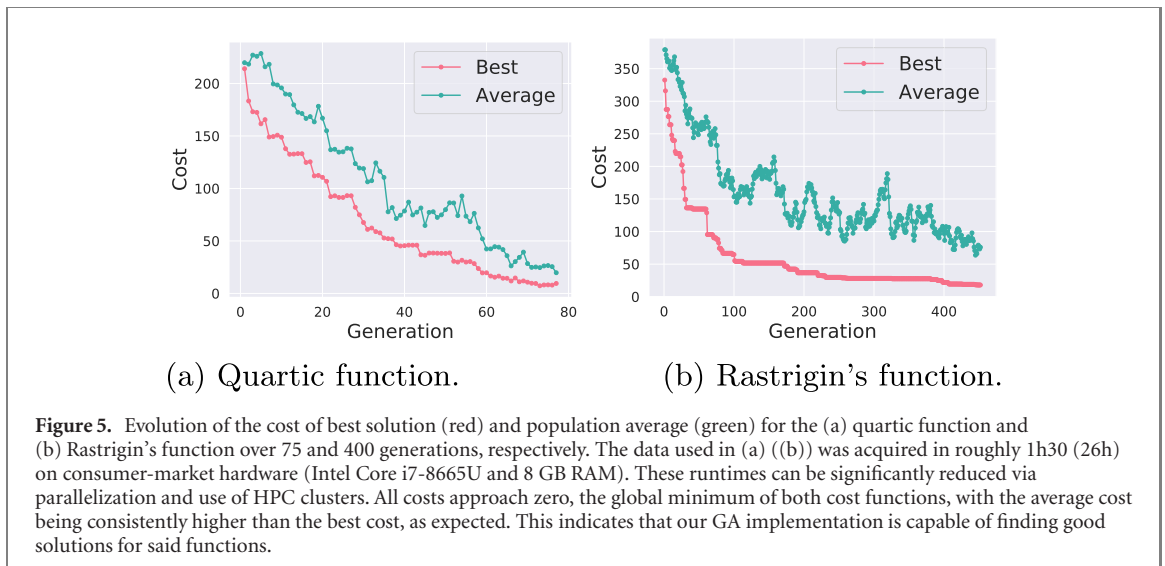 Best
Average
200
150
100
50
0
Cost
0 20 40 60 80
Generation
Best
Average
350
300
250
200
150
100
50
0
Cost
0 100 200 300 400
Generation
(a) Quartic function.
(b) Rastrigin's function.
Figure 5. Evolution of the cost of best solution (red) and population average (green) for the (a) quartic function and
(b) Rastrigin's function over 75 and 400 generations, respectively. The data used in (a) ((b)) was acquired in roughly 1h30 (26h)
on consumer-market hardware (Intel Core i7-8665U and 8 GB RAM). These runtimes can be significantly reduced via
parallelization and use of HPC clusters. All costs approach zero, the global minimum of both cost functions, with the average cost
being consistently higher than the best cost, as expected. This indicates that our GA implementation is capable of finding good
solutions for said functions.